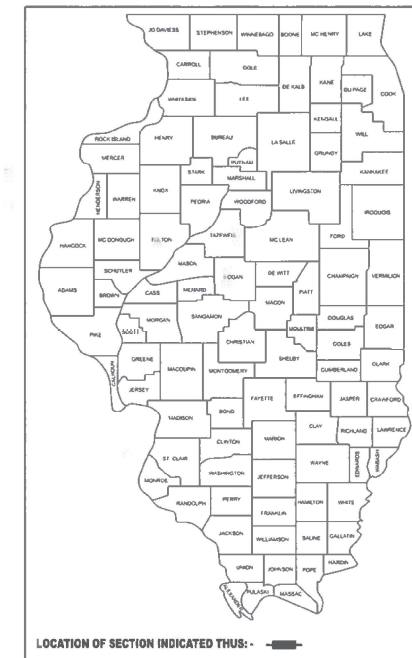 JO DAVIESS STEPHENSON WINNEBAGO BOONE MC HENRY LAKE
CARROLL OGLE
DE KALB KANE DU PAGE COOK
WHITESIDE LEE
KENDALL WILL
ROCK ISLAND HENRY BUREAU LA SALLE GRUNDY
MERCER PUTNAM KANKAKEE
STARK MARSHALL
HENDERSON WARREN KNOX PEORIA WOODFORD LIVINGSTON IROQUOIS
HANCOCK MC DONOUGH FULTON TAZEWELL MC LEAN FORD
MASON
SCHUYLER LOGAN DE WITT CHAMPAIGN VERMILION
ADAMS BROWN CASS MENARD PIATT
MACON
PIKE SCOTT MORGAN SANGAMON MOULTRIE DOUGLAS EDGAR
CHRISTIAN COLES
GREENE MACOUPIN MONTGOMERY SHELBY CUMBERLAND CLARK
CALHOUN JERSEY
FAYETTE EFFINGHAM JASPER CRAWFORD
MADISON BOND
CLAY RICHLAND LAWRENCE
CLINTON MARION
ST. CLAIR WAYNE EDWARDS WABASH
WASHINGTON JEFFERSON
MONROE
RANDOLPH PERRY HAMILTON WHITE
FRANKLIN
JACKSON WILLIAMSON SALINE GALLATIN
UNION JOHNSON POPE HARDIN
ALEXANDER PULASKI MASSAC
LOCATION OF SECTION INDICATED THUS: -